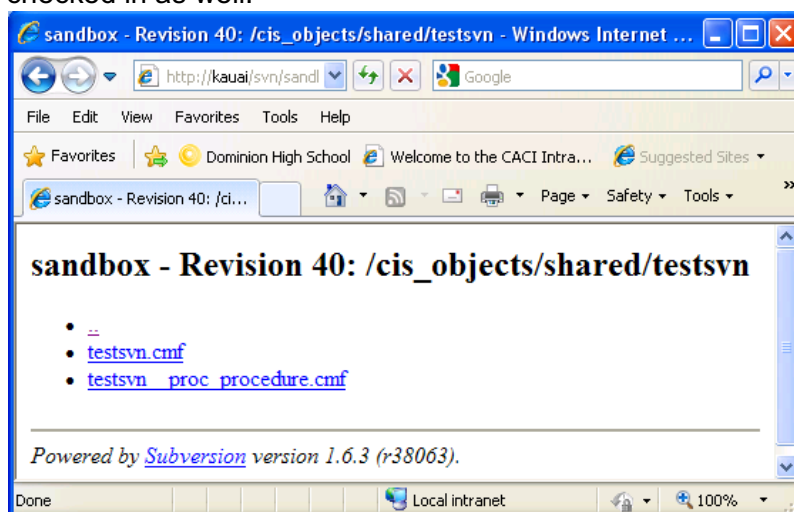 checked in as well.
sandbox - Revision 40: /cis_objects/shared/testsvn - Windows Internet ...
http://kauai/svn/sandl
Google
File Edit View Favorites Tools Help
Favorites Dominion High School Welcome to the CACI Intra... Suggested Sites
sandbox - Revision 40: /ci... Page Safety Tools »
sandbox - Revision 40: /cis_objects/shared/testsvn
• ..
• testsvn.cmf
• testsvn__proc_procedure.cmf
Powered by Subversion version 1.6.3 (r38063).
Done Local intranet 100%